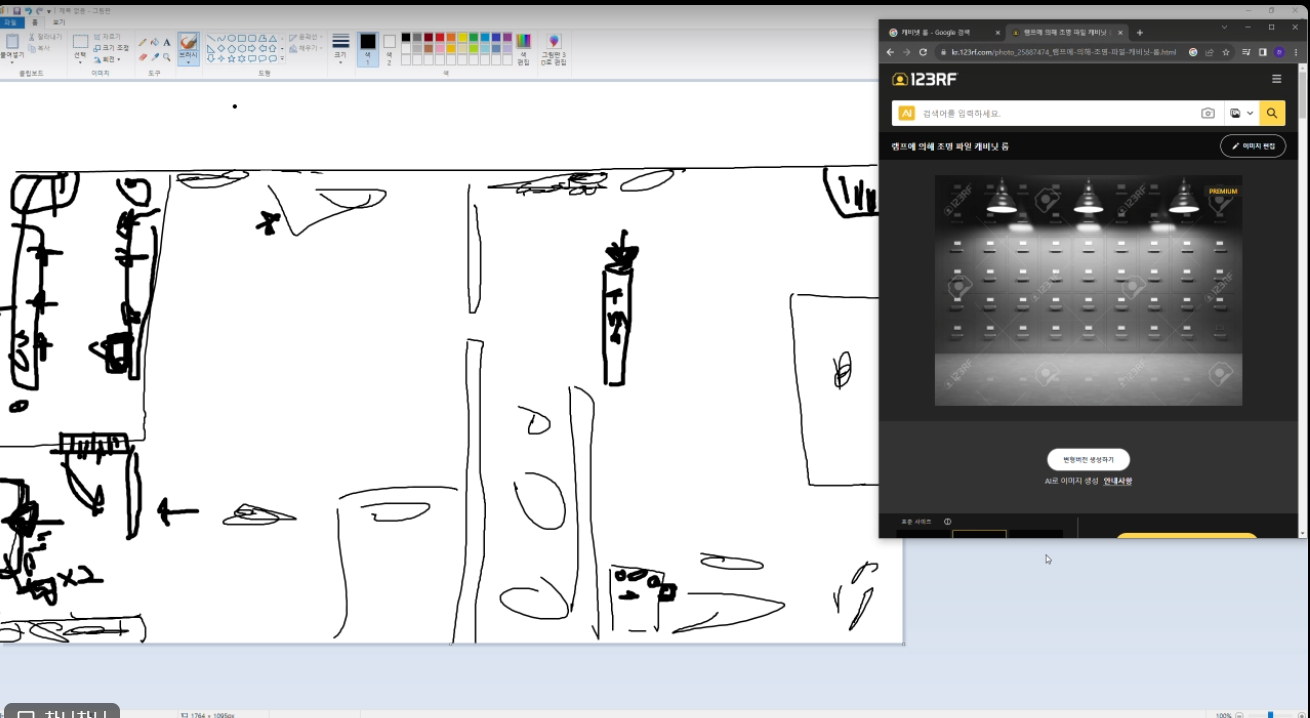 제목 없음 - 그림판
파일 홈 보기
붙여넣기
잘라내기
복사
클립보드
선택
자르기
크기 조정
회전
이미지
A
도구
브러시
윤곽선
채우기
도형
크기
색 1
색 2
색 편집
그림판 3D로 편집
색
×2
1764 × 1095px
100%
캐비넷 룸 - Google 검색
램프에 의해 조명 파일 캐비닛
kr.123rf.com/photo_25887474_램프에-의해-조명-파일-캐비닛-룸.html
123RF
AI
검색어를 입력하세요.
램프에 의해 조명 파일 캐비닛 룸
이미지 편집
PREMIUM
123RF
변형버전 생성하기
AI로 이미지 생성 안내사항
표준 사이즈